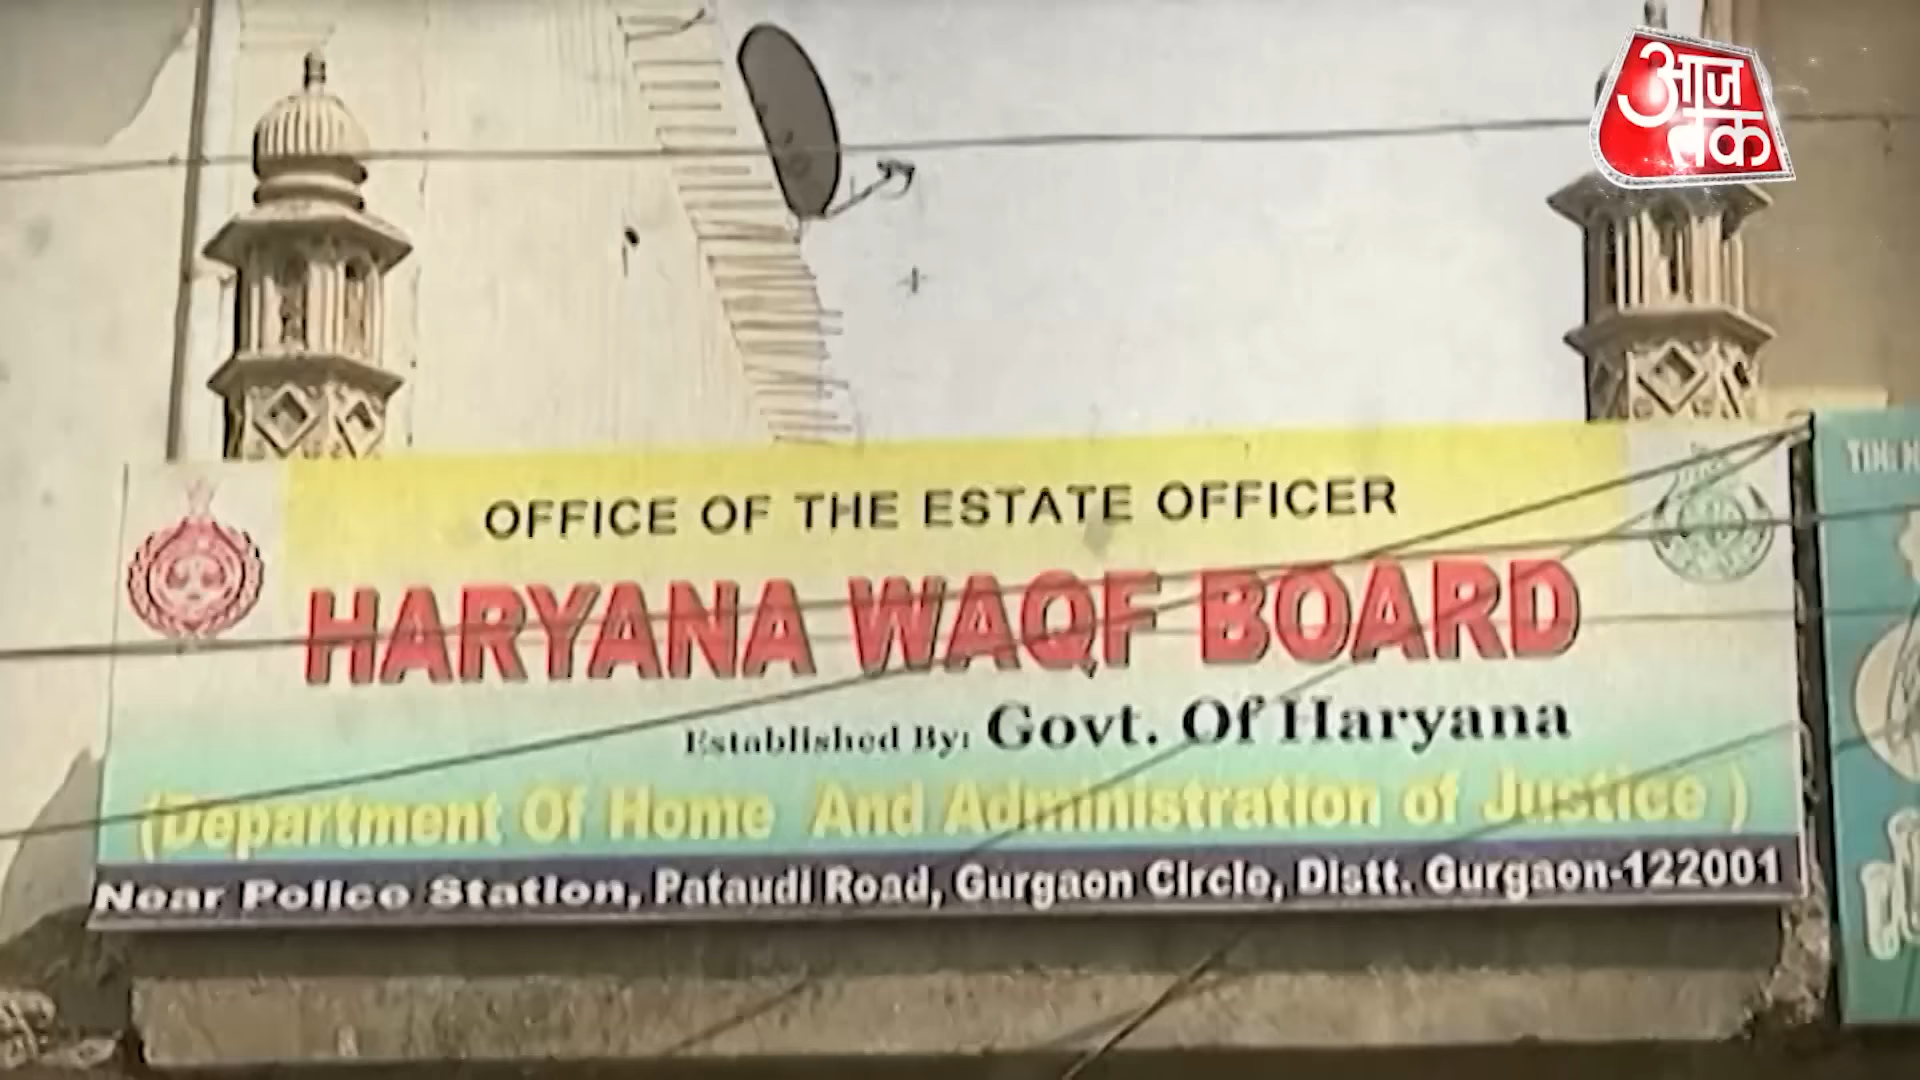 आज
तक
OFFICE OF THE ESTATE OFFICER
HARYANA WAQF BOARD
Established By: Govt. Of Haryana
(Department Of Home And Administration of Justice)
Near Police Station, Pataudi Road, Gurgaon Circle, Distt. Gurgaon-122001